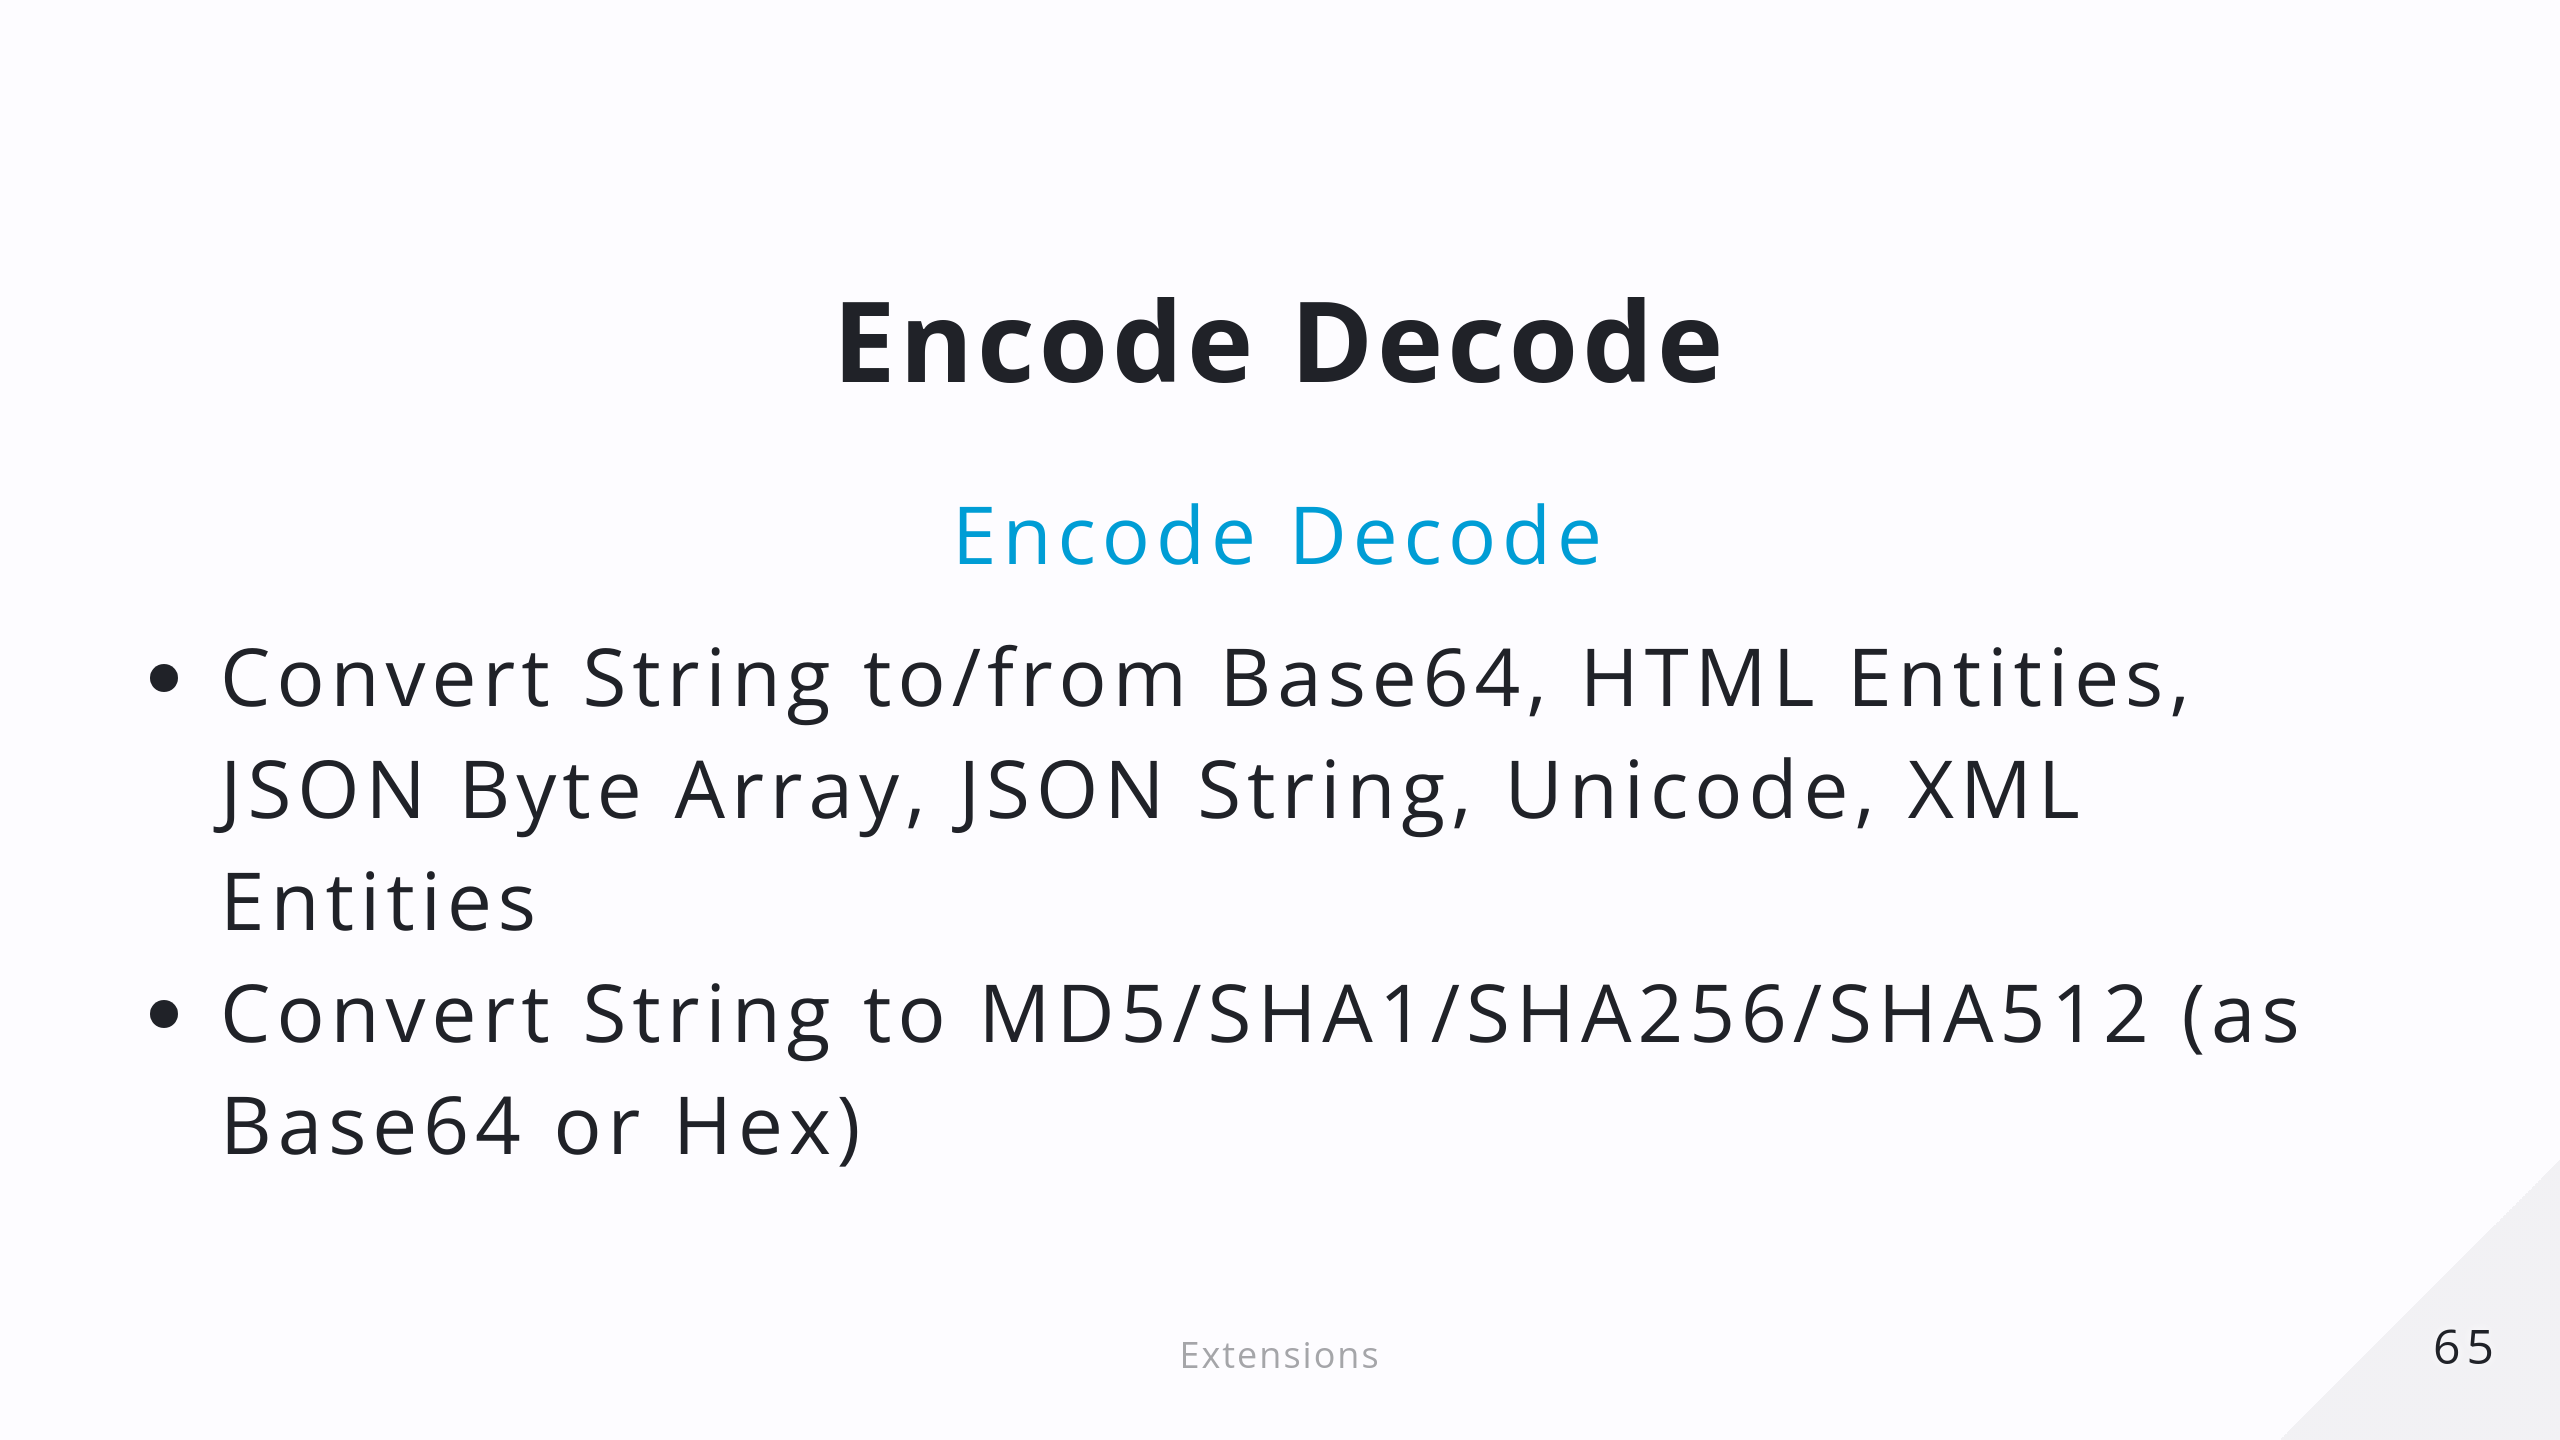 Encode Decode
Encode Decode
• Convert String to/from Base64, HTML Entities,
JSON Byte Array, JSON String, Unicode, XML
Entities
• Convert String to MD5/SHA1/SHA256/SHA512 (as
Base64 or Hex)
Extensions
65